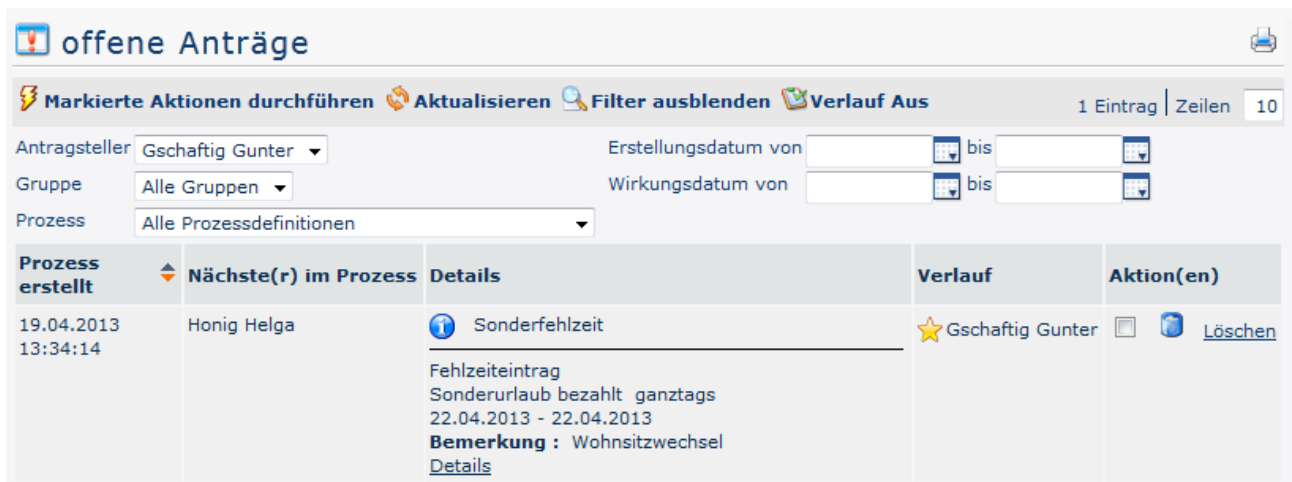 offene Anträge
Markierte Aktionen durchführen Aktualisieren Filter ausblenden Verlauf Aus 1 Eintrag Zeilen 10
Antragsteller Gschaftig Gunter Erstellungsdatum von bis
Gruppe Alle Gruppen Wirkungsdatum von bis
Prozess Alle Prozessdefinitionen
Prozess erstellt Nächste(r) im Prozess Details Verlauf Aktion(en)
19.04.2013 Honig Helga Sonderfehlzeit Gschaftig Gunter Löschen
13:34:14
Fehlzeiteintrag
Sonderurlaub bezahlt ganztags
22.04.2013 - 22.04.2013
Bemerkung : Wohnsitzwechsel
Details